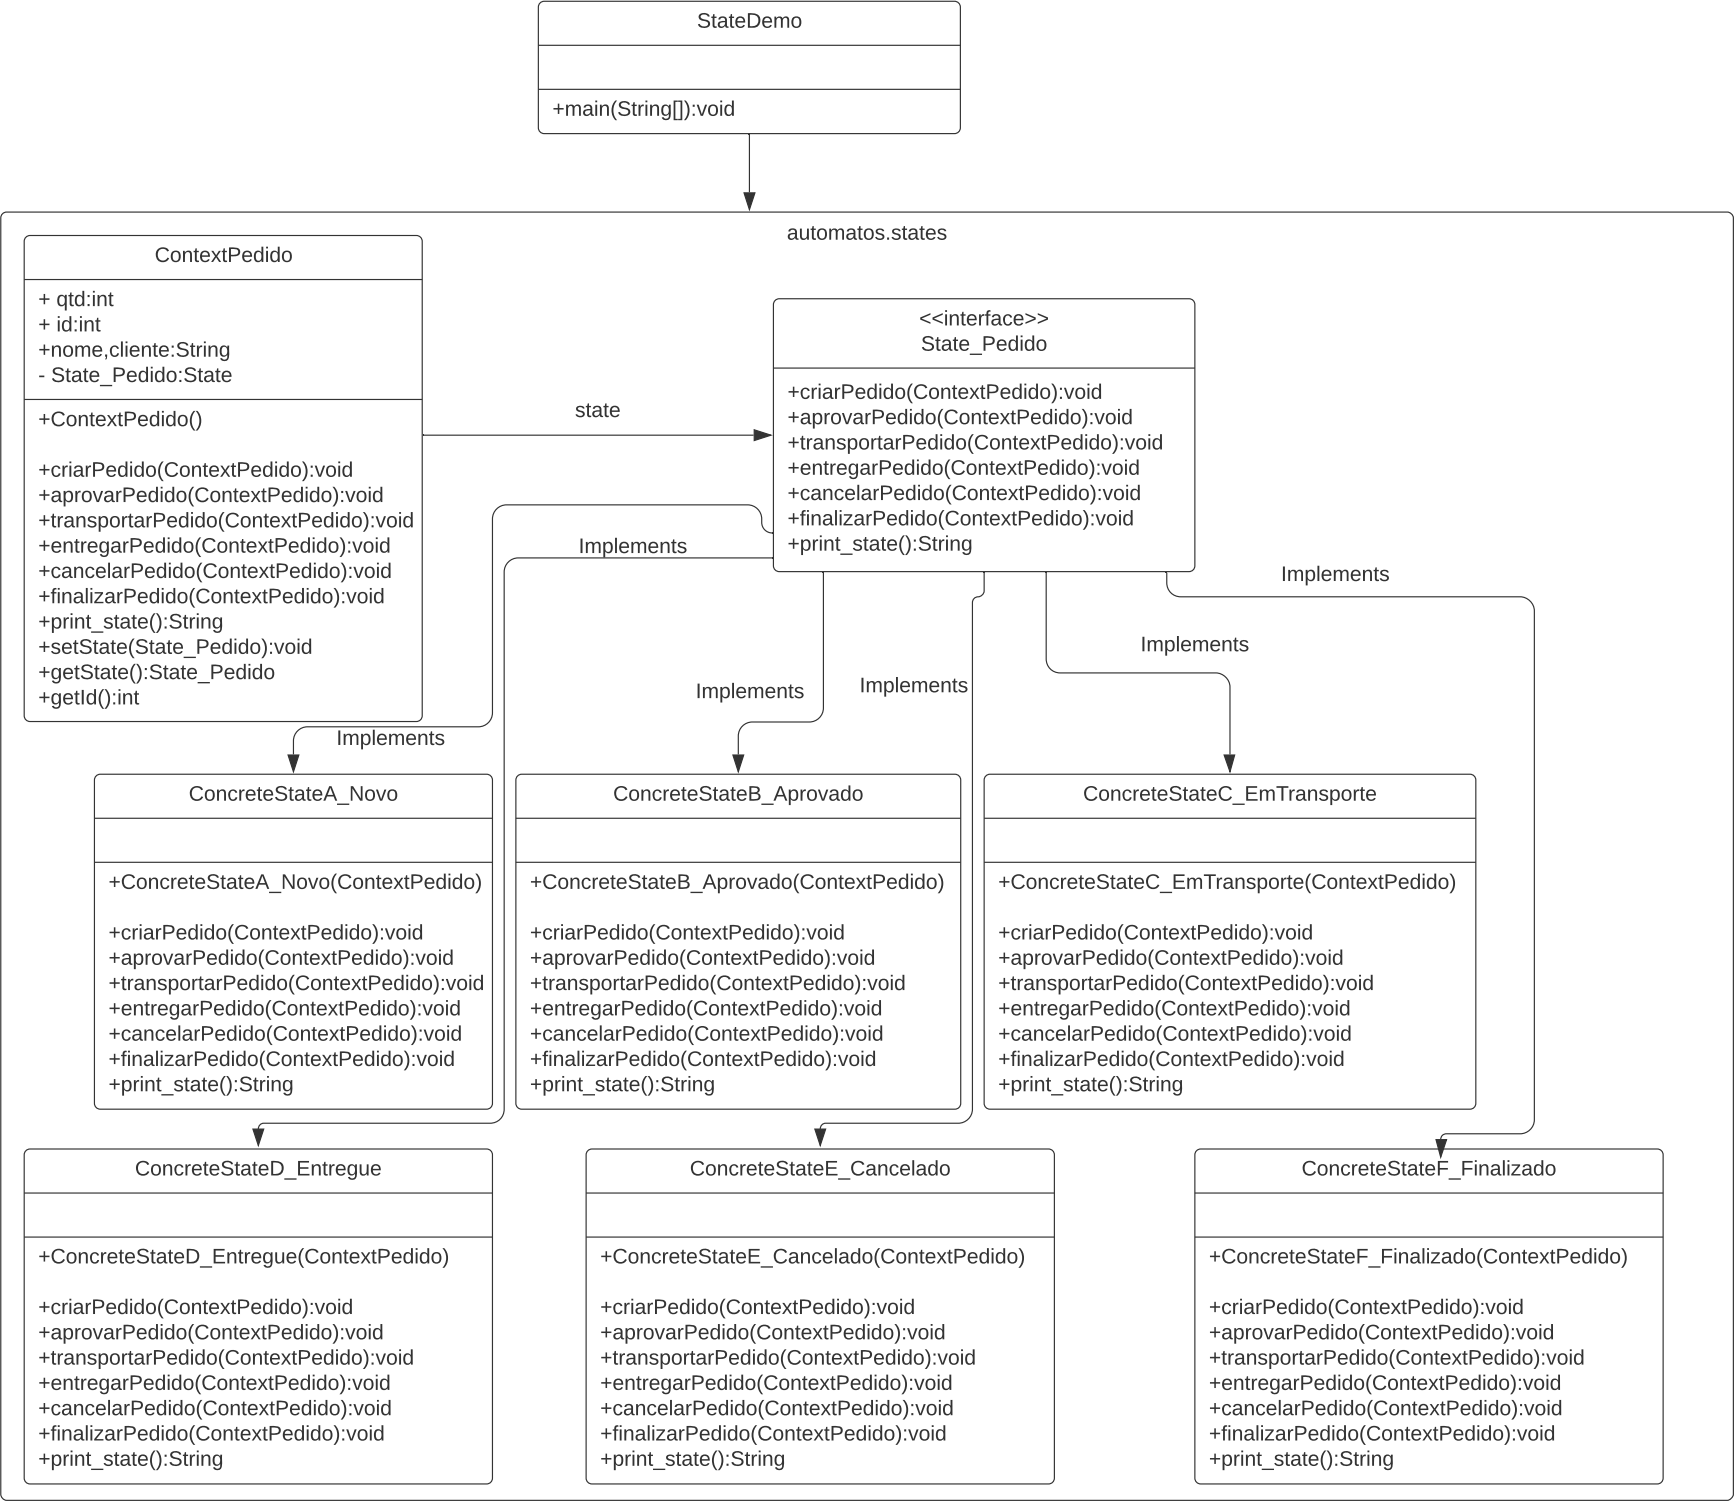 StateDemo
+main(String[]):void
automatos.states
ContextPedido
+ qtd:int
+ id:int
+nome,cliente:String
- State_Pedido:State
+ContextPedido()
+criarPedido(ContextPedido):void
+aprovarPedido(ContextPedido):void
+transportarPedido(ContextPedido):void
+entregarPedido(ContextPedido):void
+cancelarPedido(ContextPedido):void
+finalizarPedido(ContextPedido):void
+print_state():String
+setState(State_Pedido):void
+getState():State_Pedido
+getId():int
state
<<interface>>
State_Pedido
+criarPedido(ContextPedido):void
+aprovarPedido(ContextPedido):void
+transportarPedido(ContextPedido):void
+entregarPedido(ContextPedido):void
+cancelarPedido(ContextPedido):void
+finalizarPedido(ContextPedido):void
+print_state():String
Implements
Implements
Implements
Implements
Implements
Implements
ConcreteStateA_Novo
+ConcreteStateA_Novo(ContextPedido)
+criarPedido(ContextPedido):void
+aprovarPedido(ContextPedido):void
+transportarPedido(ContextPedido):void
+entregarPedido(ContextPedido):void
+cancelarPedido(ContextPedido):void
+finalizarPedido(ContextPedido):void
+print_state():String
ConcreteStateB_Aprovado
+ConcreteStateB_Aprovado(ContextPedido)
+criarPedido(ContextPedido):void
+aprovarPedido(ContextPedido):void
+transportarPedido(ContextPedido):void
+entregarPedido(ContextPedido):void
+cancelarPedido(ContextPedido):void
+finalizarPedido(ContextPedido):void
+print_state():String
ConcreteStateC_EmTransporte
+ConcreteStateC_EmTransporte(ContextPedido)
+criarPedido(ContextPedido):void
+aprovarPedido(ContextPedido):void
+transportarPedido(ContextPedido):void
+entregarPedido(ContextPedido):void
+cancelarPedido(ContextPedido):void
+finalizarPedido(ContextPedido):void
+print_state():String
ConcreteStateD_Entregue
+ConcreteStateD_Entregue(ContextPedido)
+criarPedido(ContextPedido):void
+aprovarPedido(ContextPedido):void
+transportarPedido(ContextPedido):void
+entregarPedido(ContextPedido):void
+cancelarPedido(ContextPedido):void
+finalizarPedido(ContextPedido):void
+print_state():String
ConcreteStateE_Cancelado
+ConcreteStateE_Cancelado(ContextPedido)
+criarPedido(ContextPedido):void
+aprovarPedido(ContextPedido):void
+transportarPedido(ContextPedido):void
+entregarPedido(ContextPedido):void
+cancelarPedido(ContextPedido):void
+finalizarPedido(ContextPedido):void
+print_state():String
ConcreteStateF_Finalizado
+ConcreteStateF_Finalizado(ContextPedido)
+criarPedido(ContextPedido):void
+aprovarPedido(ContextPedido):void
+transportarPedido(ContextPedido):void
+entregarPedido(ContextPedido):void
+cancelarPedido(ContextPedido):void
+finalizarPedido(ContextPedido):void
+print_state():String